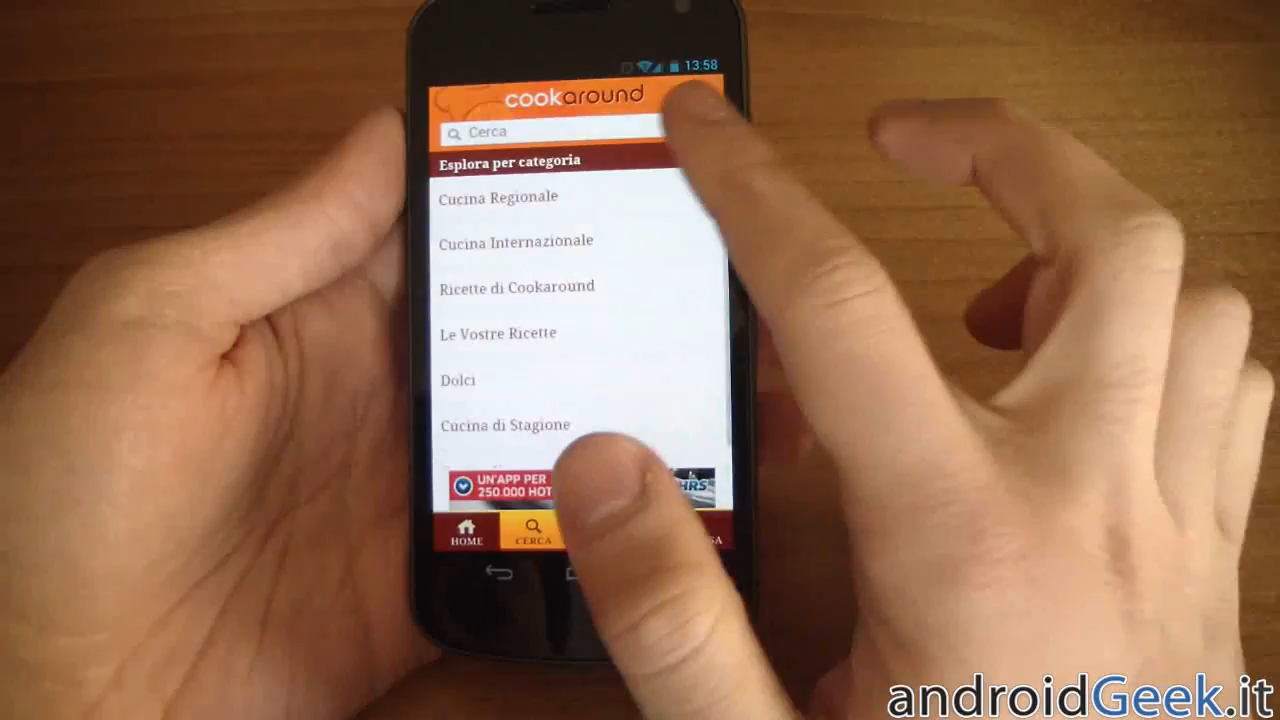 13:58
cookaround
Cerca
Esplora per categoria
Cucina Regionale
Cucina Internazionale
Ricette di Cookaround
Le Vostre Ricette
Dolci
Cucina di Stagione
UN'APP PER
250.000 HOT
HRS
HOME
CERCA
androidGeek.it